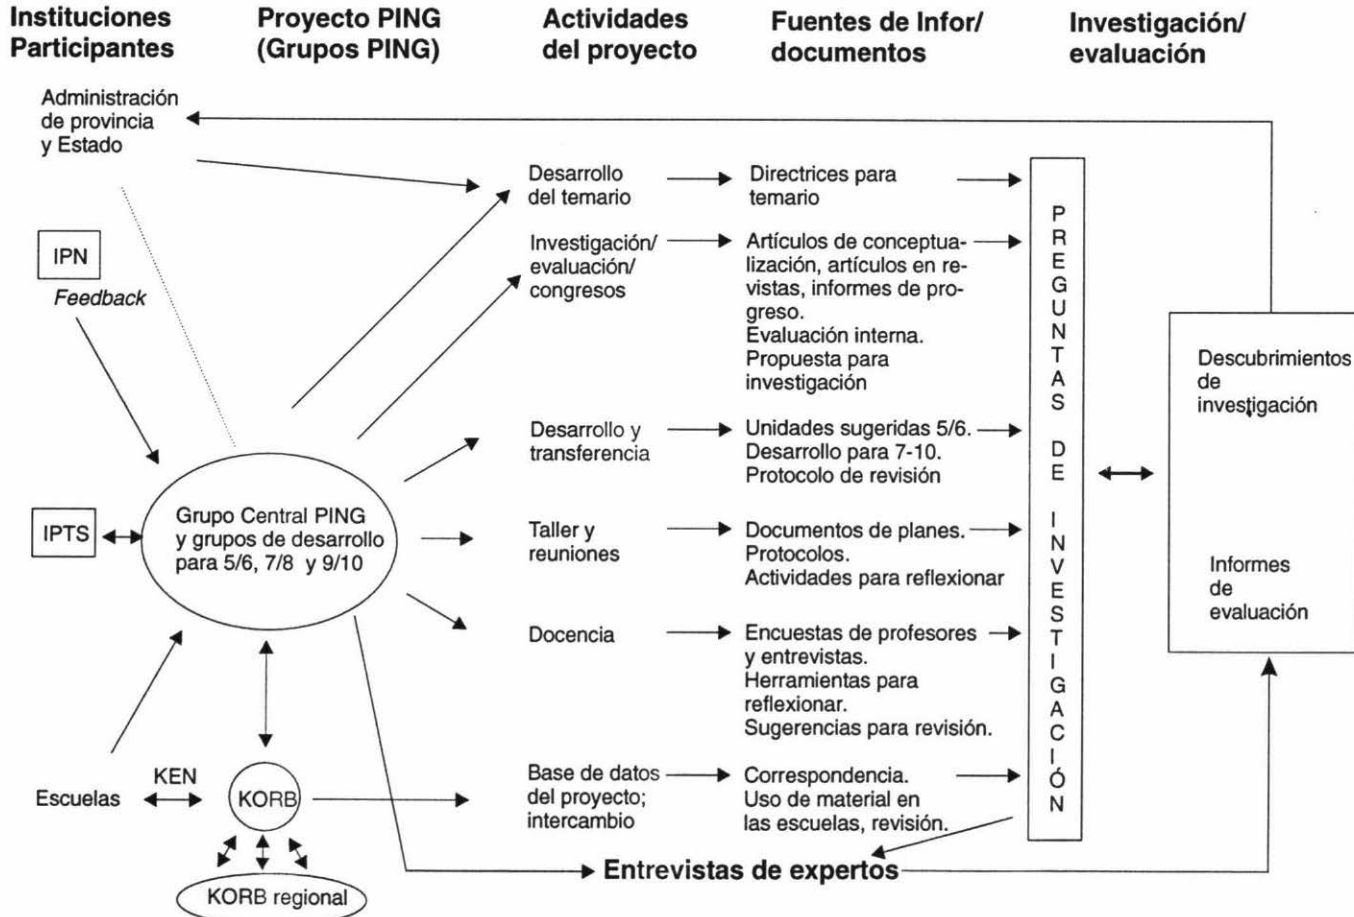 Instituciones
Participantes
Proyecto PING
(Grupos PING)
Actividades
del proyecto
Fuentes de Infor/
documentos
Investigación/
evaluación
Administración
de provincia
y Estado
IPN
Feedback
IPTS
Escuelas
KEN
Grupo Central PING
y grupos de desarrollo
para 5/6, 7/8 y 9/10
KORB
KORB regional
Desarrollo
del temario
Directrices para
temario
Investigación/
evaluación/
congresos
Artículos de conceptua-
lización, artículos en re-
vistas, informes de pro-
greso.
Evaluación interna.
Propuesta para
investigación
Desarrollo y
transferencia
Unidades sugeridas 5/6.
Desarrollo para 7-10.
Protocolo de revisión
Taller y
reuniones
Documentos de planes.
Protocolos.
Actividades para reflexionar
Docencia
Encuestas de profesores
y entrevistas.
Herramientas para
reflexionar.
Sugerencias para revisión.
Base de datos
del proyecto;
intercambio
Correspondencia.
Uso de material en
las escuelas, revisión.
Entrevistas de expertos
PREGUNTAS DE INVESTIGACIÓN
Descubrimientos
de
investigación
Informes
de
evaluación